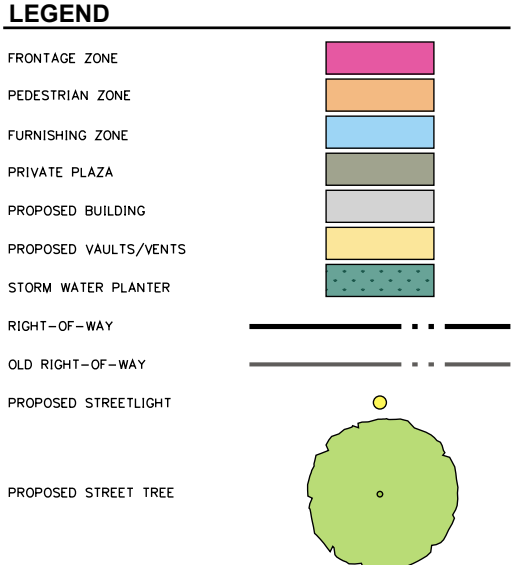 LEGEND
FRONTAGE ZONE
PEDESTRIAN ZONE
FURNISHING ZONE
PRIVATE PLAZA
PROPOSED BUILDING
PROPOSED VAULTS/VENTS
STORM WATER PLANTER
RIGHT-OF-WAY
OLD RIGHT-OF-WAY
PROPOSED STREETLIGHT
PROPOSED STREET TREE